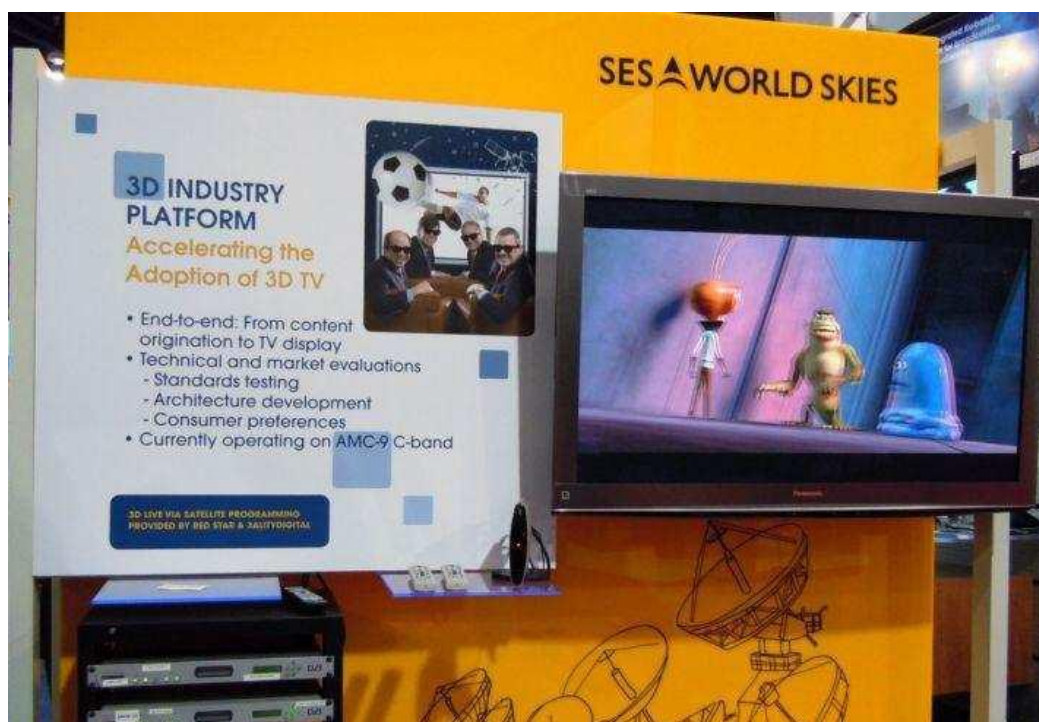 SES WORLD SKIES
3D INDUSTRY
PLATFORM
Accelerating the
Adoption of 3D TV
• End-to-end: From content
origination to TV display
• Technical and market evaluations
- Standards testing
- Architecture development
- Consumer preferences
• Currently operating on AMC-9 C-band
3D LIVE VIA SATELLITE PROGRAMMING
PROVIDED BY RED STAR & 3ALITYDIGITAL
Panasonic